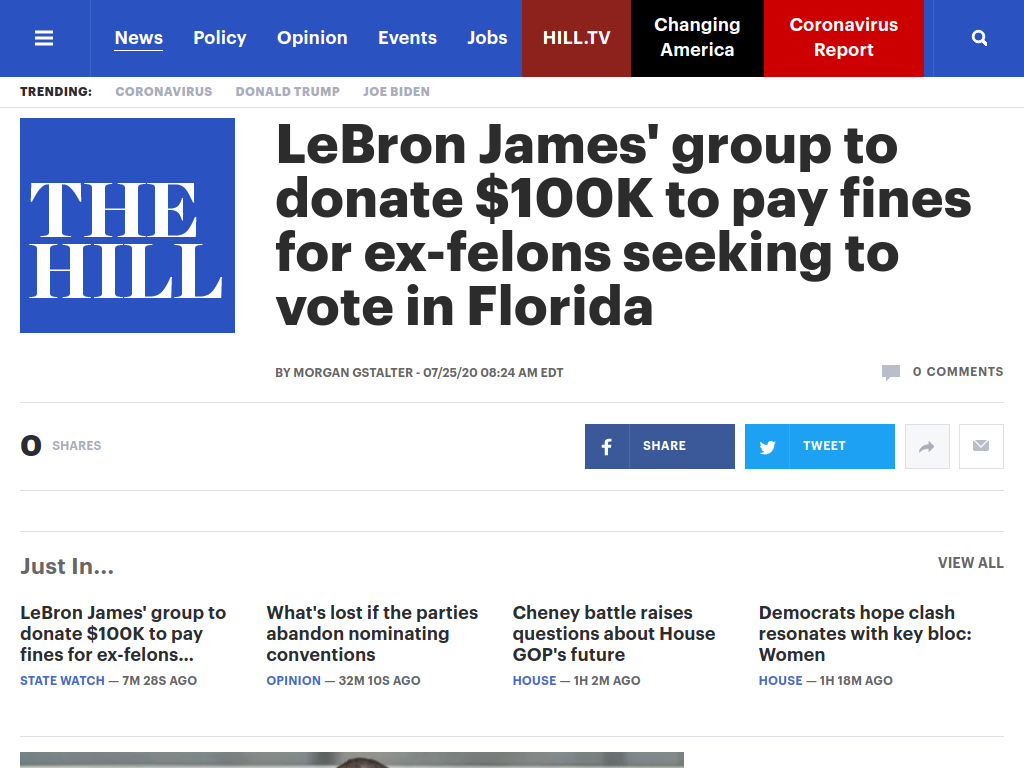 News Policy Opinion Events Jobs HILL.TV Changing America Coronavirus Report
TRENDING: CORONAVIRUS DONALD TRUMP JOE BIDEN
THE
HILL
LeBron James' group to
donate $100K to pay fines
for ex-felons seeking to
vote in Florida
BY MORGAN GSTALTER - 07/25/20 08:24 AM EDT
0 COMMENTS
0 SHARES
SHARE
TWEET
Just In...
VIEW ALL
LeBron James' group to
donate $100K to pay
fines for ex-felons...
STATE WATCH — 7M 28S AGO
What's lost if the parties
abandon nominating
conventions
OPINION — 32M 10S AGO
Cheney battle raises
questions about House
GOP's future
HOUSE — 1H 2M AGO
Democrats hope clash
resonates with key bloc:
Women
HOUSE — 1H 18M AGO